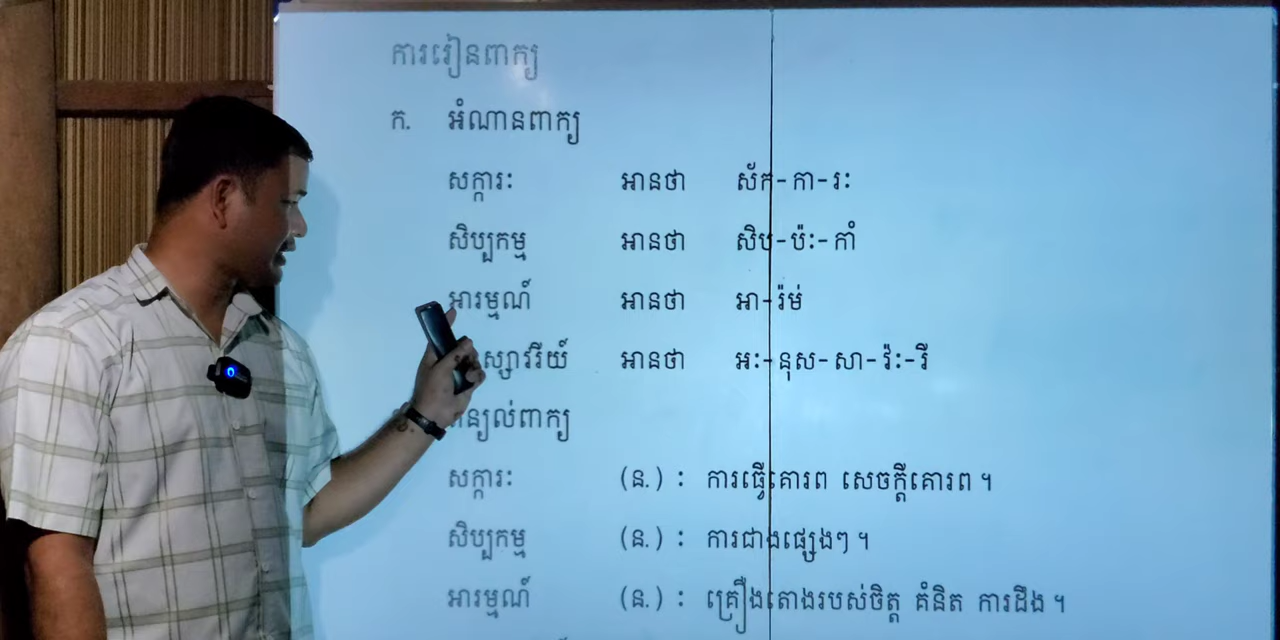 ការរៀនពាក្យ
ក. អំណានពាក្យ
សក្ការៈ អានថា ស័ក-កា-រៈ
សិប្បកម្ម អានថា សិប-ប៉ៈ-កាំ
អារម្មណ៍ អានថា អា-រ៉ម់
ស្សាវរីយ៍ អានថា អៈ-នុស-សា-វ៉ៈ-រី
ន្យល់ពាក្យ
សក្ការៈ (ន.) : ការធ្វើគោរព សេចក្ដីគោរព ។
សិប្បកម្ម (ន.) : ការជាងផ្សេងៗ ។
អារម្មណ៍ (ន.) : គ្រឿងតោងរបស់ចិត្ត គំនិត ការដឹង ។